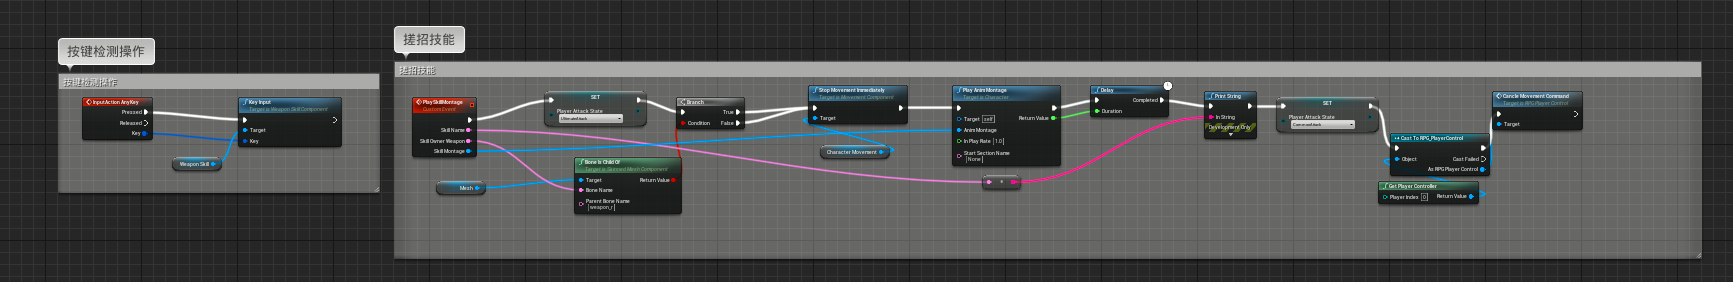 按键检测操作
按键检测操作
InputAction AnyKey
Pressed
Released
Key
Key Input
Target is Weapon Skill Component
Target
Key
Weapon Skill
搓招技能
搓招技能
PlaySkillMontage
Custom Event
Skill Name
Skill Owner Weapon
Skill Montage
Mesh
SET
Player Attack State
UltimateAttack
Bone Is Child Of
Target is Skinned Mesh Component
Target
Return Value
Bone Name
Parent Bone Name
weapon_r
Branch
True
Condition
False
Stop Movement Immediately
Target is Movement Component
Target
Character Movement
Play Anim Montage
Target is Character
Target
self
Return Value
Anim Montage
In Play Rate
1.0
Start Section Name
None
Delay
Completed
Duration
Print String
In String
Development Only
SET
Player Attack State
CommonAttack
Cast To RPG_PlayerControl
Object
Cast Failed
As RPG Player Control
Get Player Controller
Player Index
0
Return Value
Cancle Movement Command
Target is RPG Player Control
Target